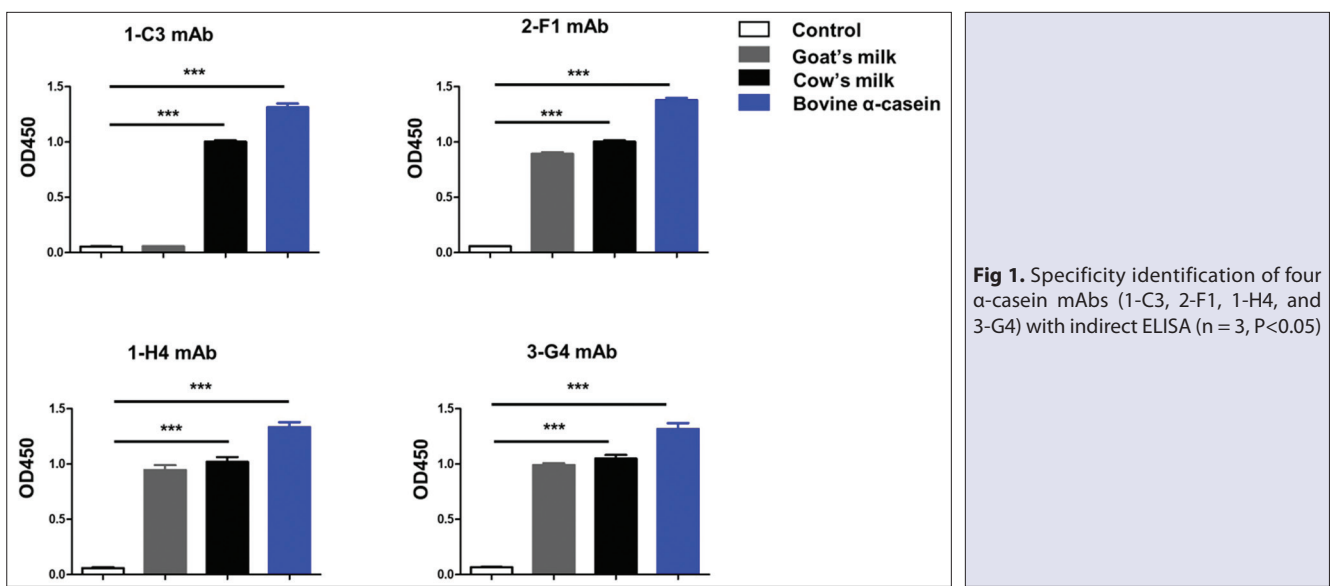 1-C3 mAb
***
***
OD450
1.5
1.0
0.5
0.0
2-F1 mAb
***
***
OD450
1.5
1.0
0.5
0.0
Control
Goat's milk
Cow's milk
Bovine α-casein
1-H4 mAb
***
***
OD450
1.5
1.0
0.5
0.0
3-G4 mAb
***
***
OD450
1.5
1.0
0.5
0.0
Fig 1. Specificity identification of four
α-casein mAbs (1-C3, 2-F1, 1-H4, and
3-G4) with indirect ELISA (n = 3, P<0.05)